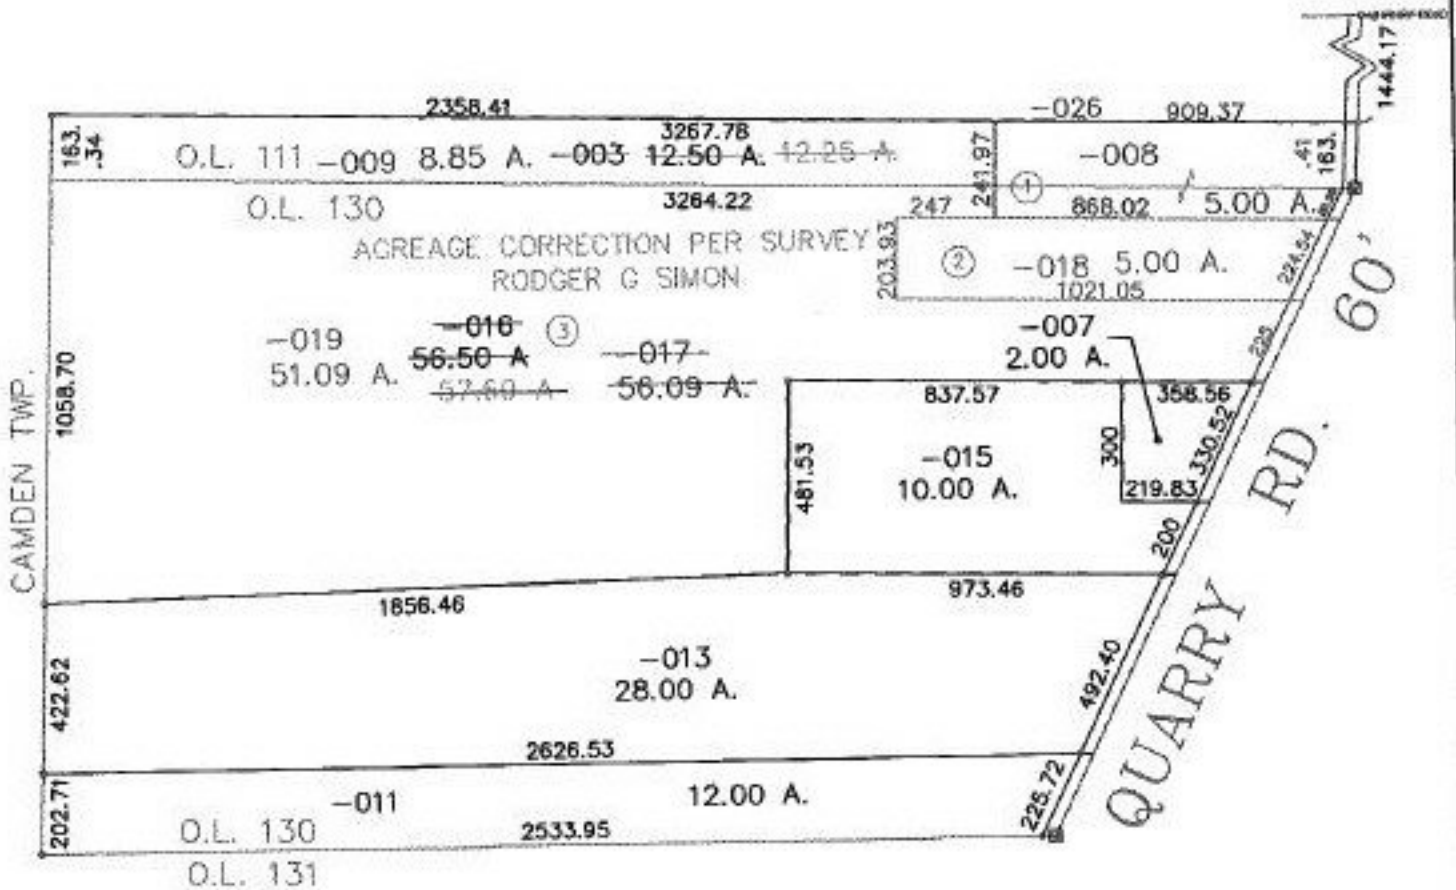 1444.17
2358.41
-026
909.37
163.
.34
3267.78
O.L. 111 -009 8.85 A. -003 12.50 A. 12.25 A.
241.97
-008
.41
163.
O.L. 130
3264.22
247
1
868.02
5.00 A.
ACREAGE CORRECTION PER SURVEY
RODGER G SIMON
203.93
2
-018 5.00 A.
1021.05
224.54
60'
-019
51.09 A.
-016
3
56.50 A
57.60 A
-017
56.09 A.
-007
2.00 A.
225
CAMDEN TWP.
1058.70
837.57
358.56
481.53
-015
10.00 A.
300
330.52
219.83
200
QUARRY RD.
1856.46
973.46
422.62
-013
28.00 A.
492.40
2626.53
202.71
-011
12.00 A.
225.72
O.L. 130
2533.95
O.L. 131